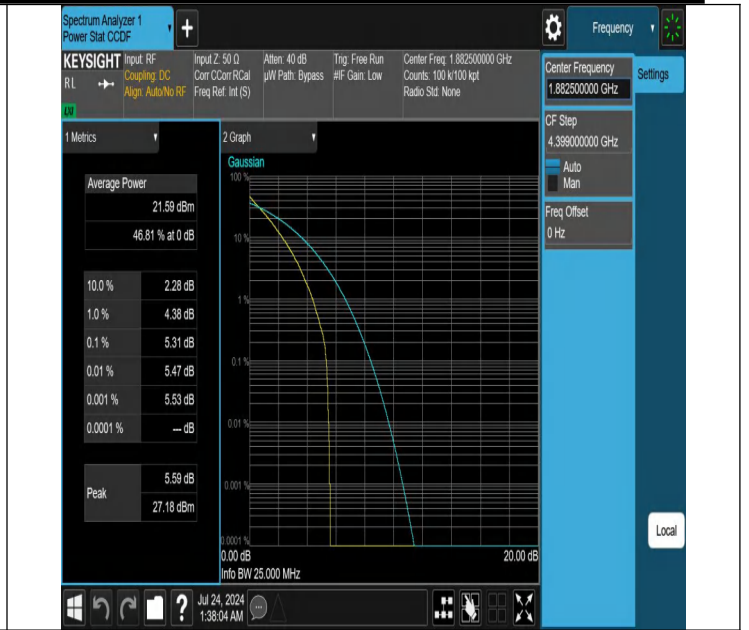 Spectrum Analyzer 1
Power Stat CCDF
+
Frequency
KEYSIGHT
RL
LXI
Input: RF
Coupling: DC
Align: Auto/No RF
Input Z: 50 Ω
Corr CCorr RCal
Freq Ref: Int (S)
Atten: 40 dB
µW Path: Bypass
Trig: Free Run
#IF Gain: Low
Center Freq: 1.882500000 GHz
Counts: 100 k/100 kpt
Radio Std: None
Center Frequency
1.882500000 GHz
Settings
CF Step
4.399000000 GHz
Auto
Man
Freq Offset
0 Hz
1 Metrics
Average Power
21.59 dBm
46.81 % at 0 dB
10.0 % 2.28 dB
1.0 % 4.38 dB
0.1 % 5.31 dB
0.01 % 5.47 dB
0.001 % 5.53 dB
0.0001 % --- dB
Peak
5.59 dB
27.18 dBm
2 Graph
Gaussian
100 %
10 %
1 %
0.1 %
0.01 %
0.001 %
0.0001 %
0.00 dB 20.00 dB
Info BW 25.000 MHz
Local
?
Jul 24, 2024
1:38:04 AM